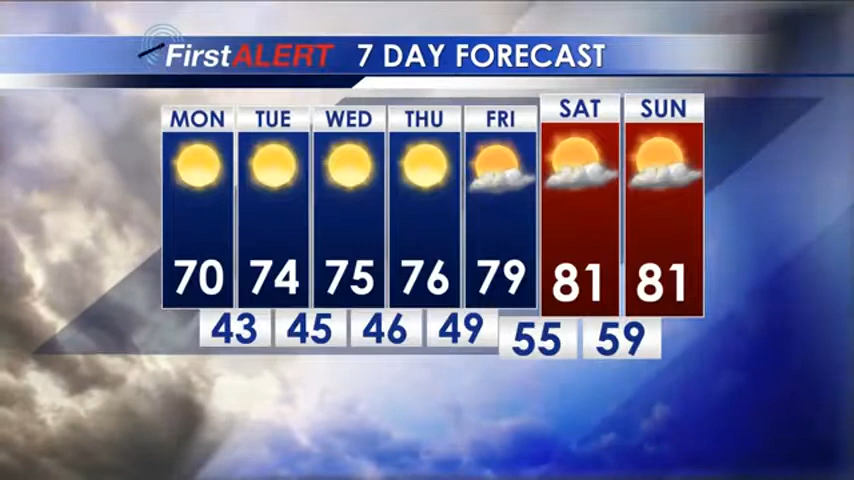 FirstALERT 7 DAY FORECAST
MON TUE WED THU FRI SAT SUN
70 74 75 76 79 81 81
43 45 46 49 55 59